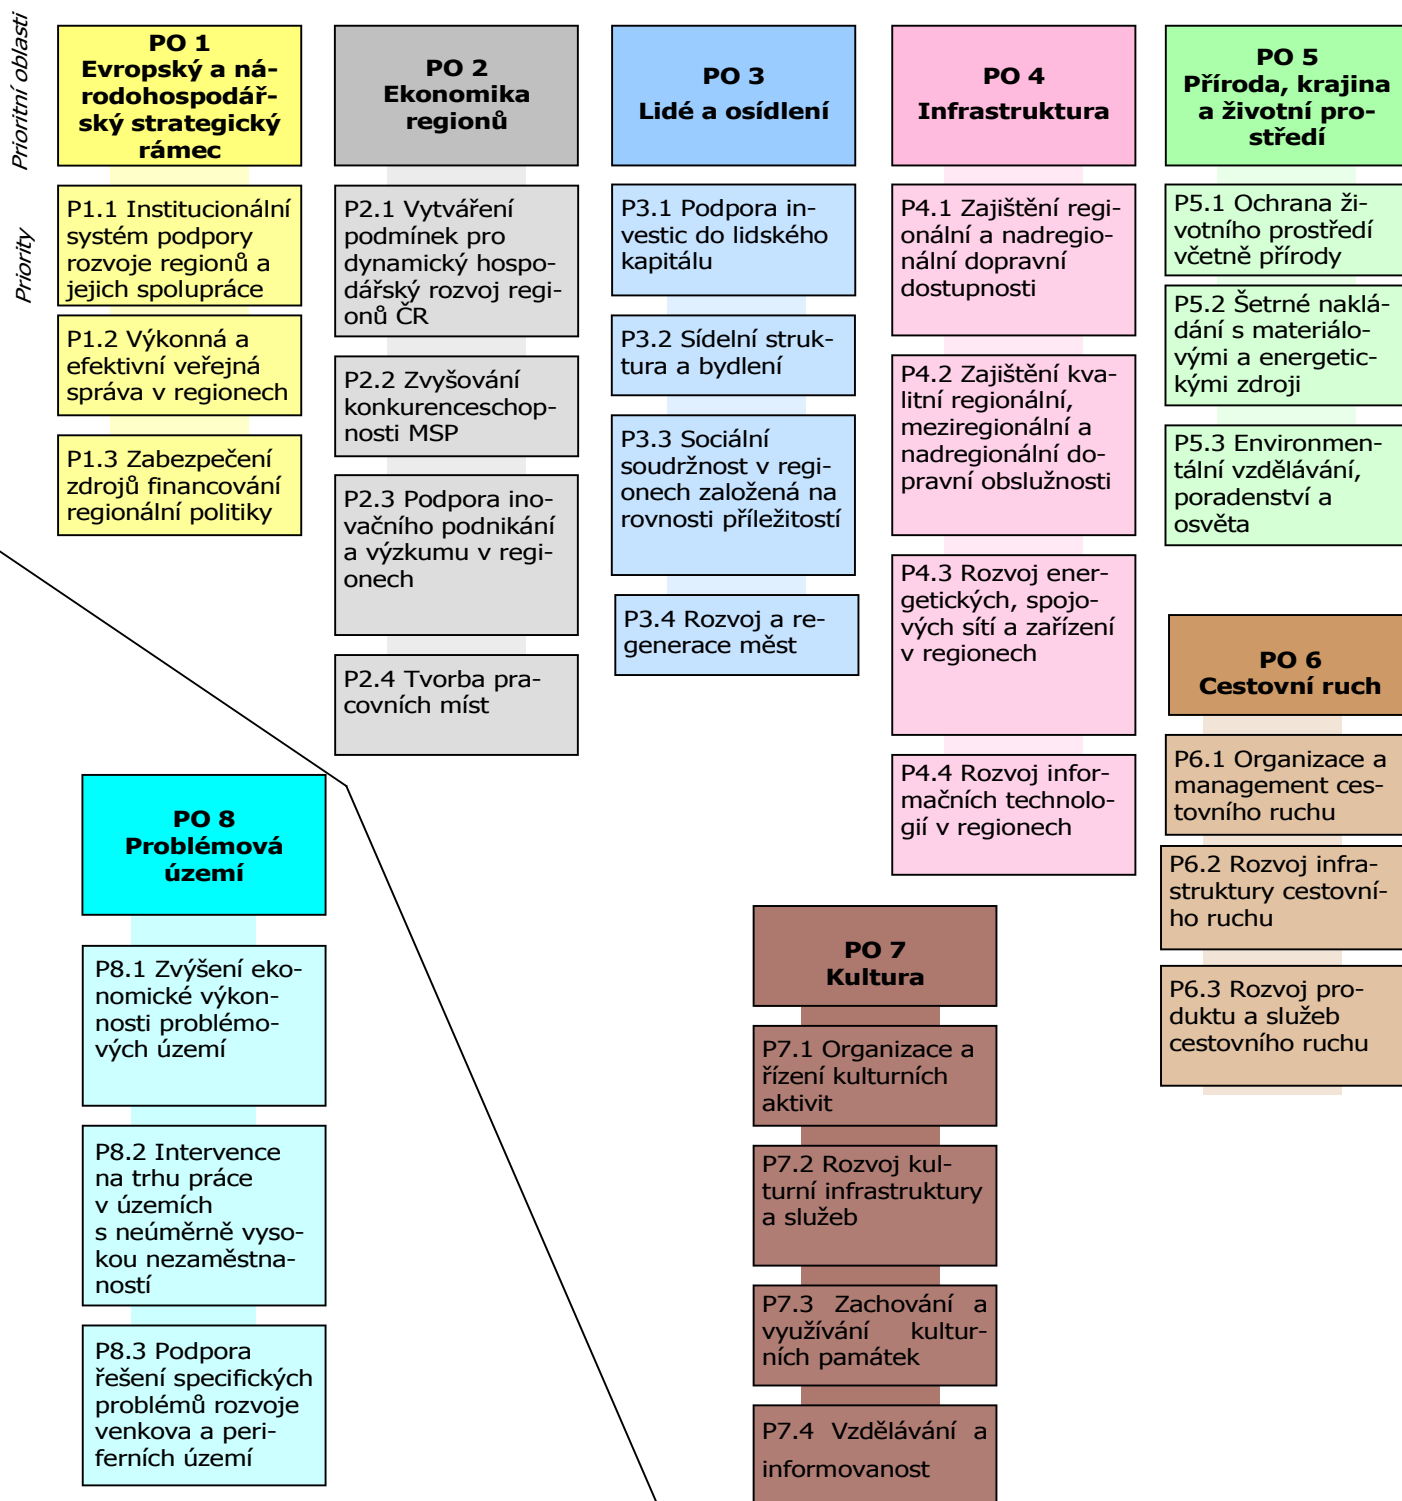 Prioritní oblasti
Priority
PO 1
Evropský a ná-
rodohospodář-
ský strategický
rámec
P1.1 Institucionální
systém podpory
rozvoje regionů a
jejich spolupráce
P1.2 Výkonná a
efektivní veřejná
správa v regionech
P1.3 Zabezpečení
zdrojů financování
regionální politiky
PO 2
Ekonomika
regionů
P2.1 Vytváření
podmínek pro
dynamický hospo-
dářský rozvoj regi-
onů ČR
P2.2 Zvyšování
konkurenceschop-
nosti MSP
P2.3 Podpora ino-
vačního podnikání
a výzkumu v regi-
onech
P2.4 Tvorba pra-
covních míst
PO 3
Lidé a osídlení
P3.1 Podpora in-
vestic do lidského
kapitálu
P3.2 Sídelní struk-
tura a bydlení
P3.3 Sociální
soudržnost v regi-
onech založená na
rovnosti příležitostí
P3.4 Rozvoj a re-
generace měst
PO 4
Infrastruktura
P4.1 Zajištění regi-
onální a nadregio-
nální dopravní
dostupnosti
P4.2 Zajištění kva-
litní regionální,
meziregionální a
nadregionální do-
pravní obslužnosti
P4.3 Rozvoj ener-
getických, spojo-
vých sítí a zařízení
v regionech
P4.4 Rozvoj infor-
mačních technolo-
gií v regionech
PO 5
Příroda, krajina
a životní pro-
středí
P5.1 Ochrana ži-
votního prostředí
včetně přírody
P5.2 Šetrné naklá-
dání s materiálo-
vými a energetic-
kými zdroji
P5.3 Environmen-
tální vzdělávání,
poradenství a
osvěta
PO 6
Cestovní ruch
P6.1 Organizace a
management ces-
tovního ruchu
P6.2 Rozvoj infra-
struktury cestovní-
ho ruchu
P6.3 Rozvoj pro-
duktu a služeb
cestovního ruchu
PO 7
Kultura
P7.1 Organizace a
řízení kulturních
aktivit
P7.2 Rozvoj kul-
turní infrastruktury
a služeb
P7.3 Zachování a
využívání kultur-
ních památek
P7.4 Vzdělávání a
informovanost
PO 8
Problémová
území
P8.1 Zvýšení eko-
nomické výkon-
nosti problémo-
vých území
P8.2 Intervence
na trhu práce
v územích
s neúměrně vyso-
kou nezaměstna-
ností
P8.3 Podpora
řešení specifických
problémů rozvoje
venkova a peri-
ferních území